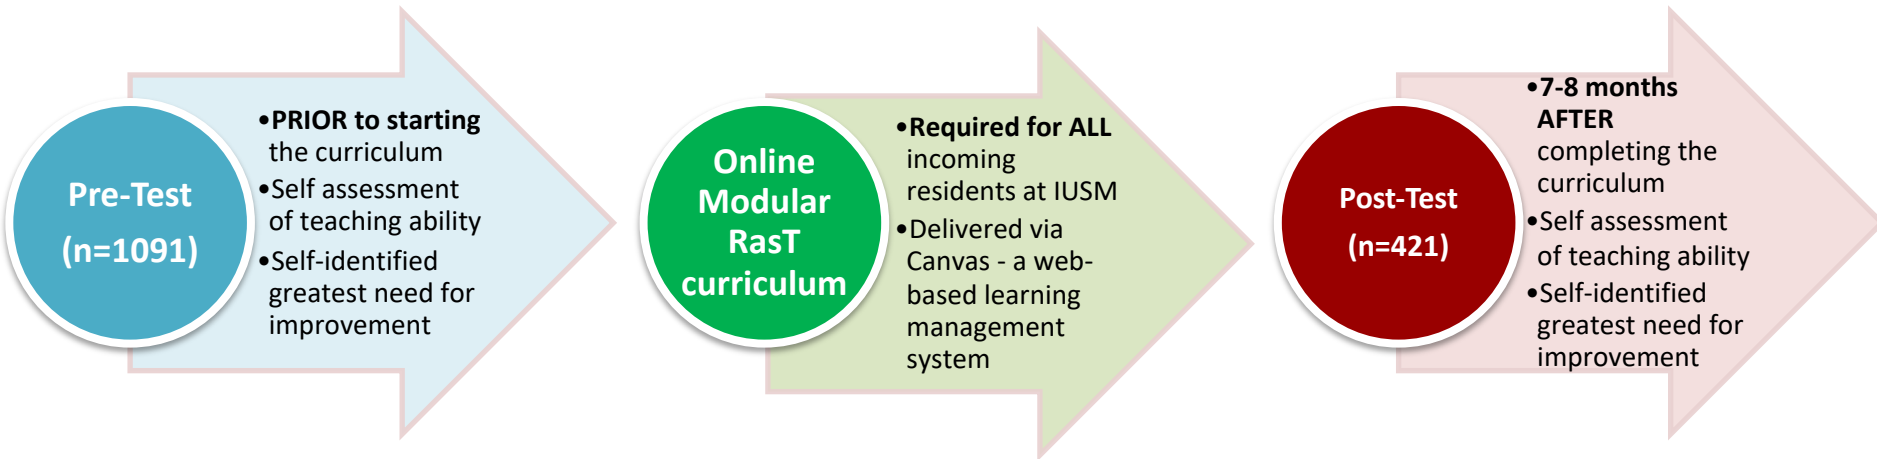 Pre-Test
(n=1091)
•PRIOR to starting
the curriculum
•Self assessment
of teaching ability
•Self-identified
greatest need for
improvement
Online
Modular
RasT
curriculum
•Required for ALL
incoming
residents at IUSM
•Delivered via
Canvas - a web-
based learning
management
system
Post-Test
(n=421)
•7-8 months
AFTER
completing the
curriculum
•Self assessment
of teaching ability
•Self-identified
greatest need for
improvement